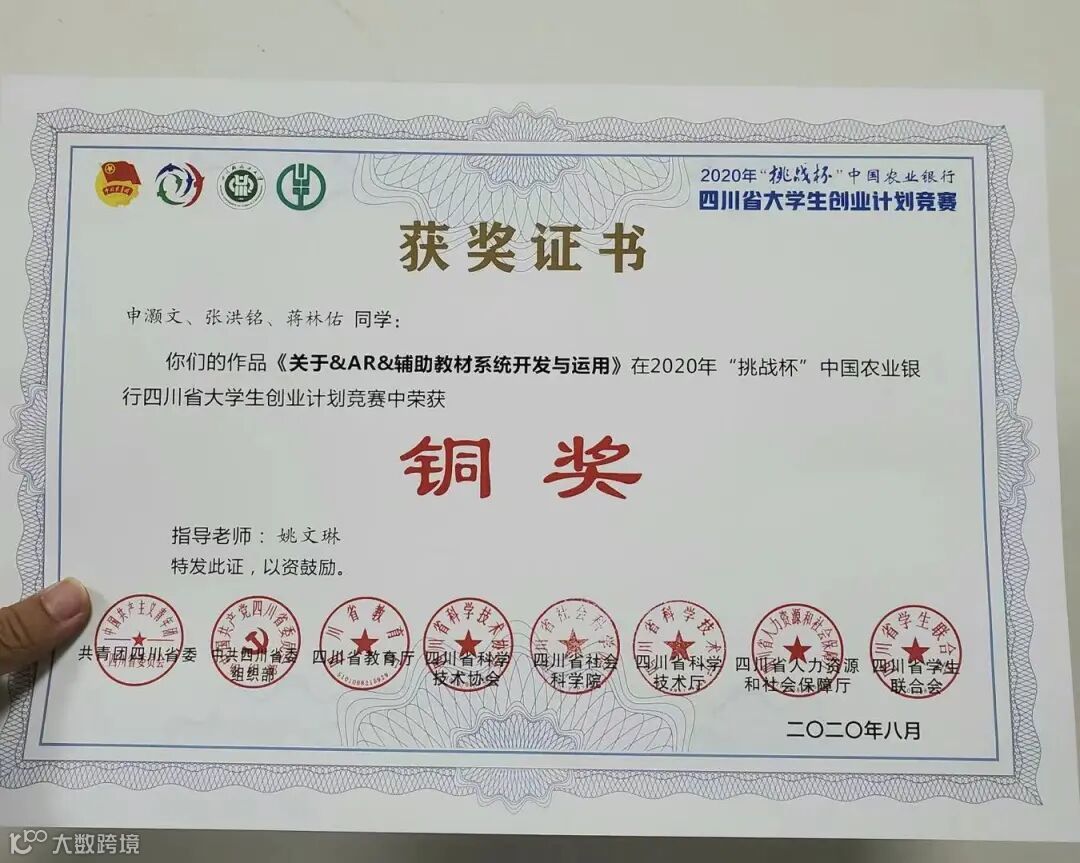 2020年“挑战杯”中国农业银行
四川省大学生创业计划竞赛
获奖证书
申灏文、张洪铭、蒋林佑 同学：
你们的作品《关于&AR&辅助教材系统开发与运用》在2020年“挑战杯”中国农业银
行四川省大学生创业计划竞赛中荣获
铜奖
指导老师：姚文琳
特发此证，以资鼓励。
共青团四川省委
中共四川省委
组织部
四川省教育厅
四川省科学
技术协会
四川省社会
科学院
四川省科学
技术厅
四川省人力资源
和社会保障厅
四川省学生
联合会
二〇二〇年八月
大数跨境